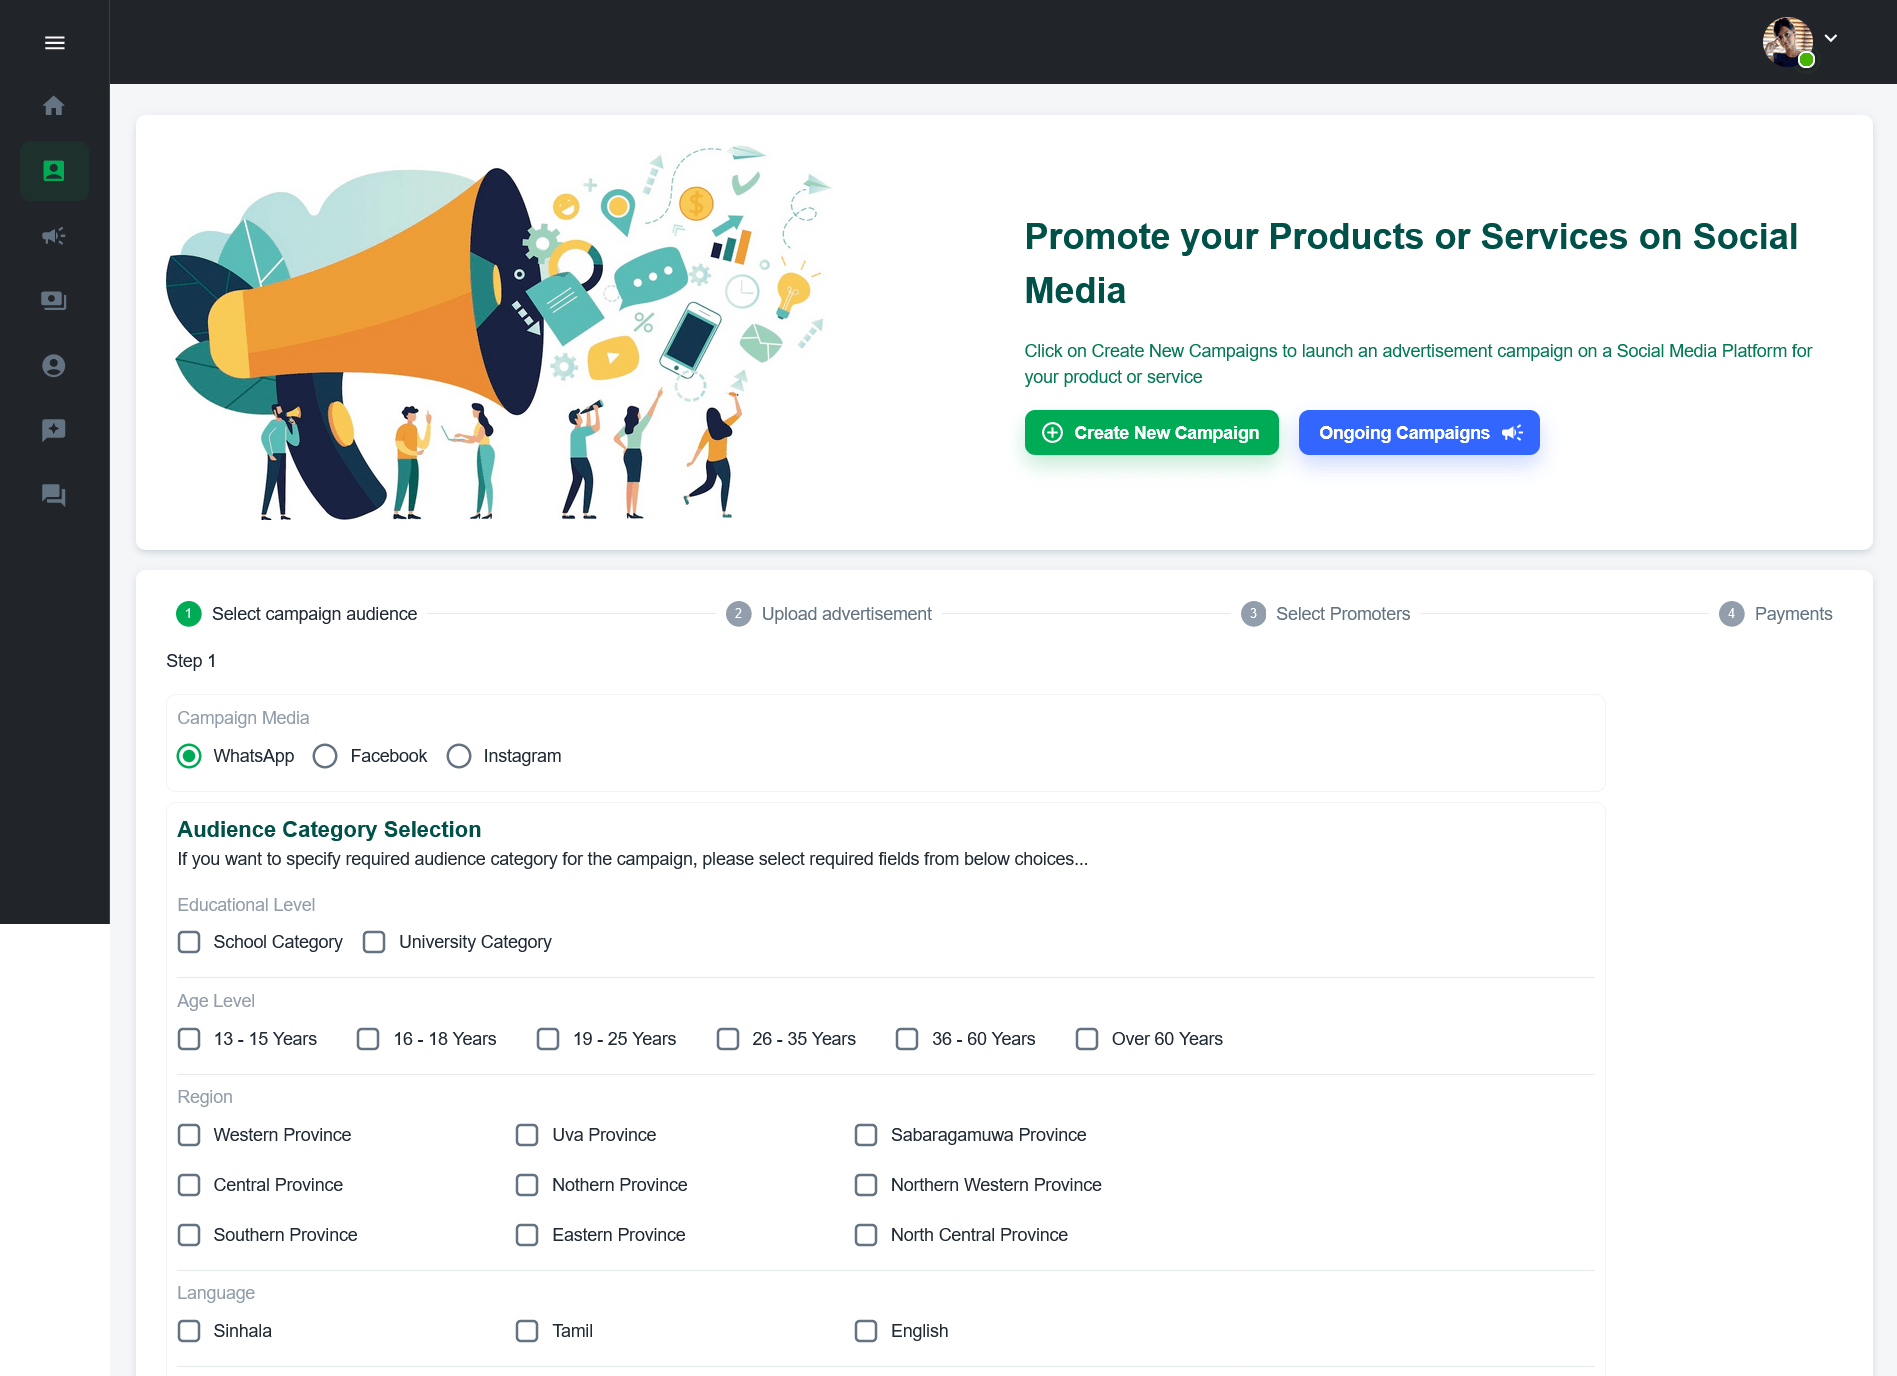 Promote your Products or Services on Social
Media
Click on Create New Campaigns to launch an advertisement campaign on a Social Media Platform for
your product or service
Create New Campaign
Ongoing Campaigns
1 Select campaign audience
2 Upload advertisement
3 Select Promoters
4 Payments
Step 1
Campaign Media
WhatsApp Facebook Instagram
Audience Category Selection
If you want to specify required audience category for the campaign, please select required fields from below choices...
Educational Level
School Category University Category
Age Level
13 - 15 Years 16 - 18 Years 19 - 25 Years 26 - 35 Years 36 - 60 Years Over 60 Years
Region
Western Province Uva Province Sabaragamuwa Province
Central Province Nothern Province Northern Western Province
Southern Province Eastern Province North Central Province
Language
Sinhala Tamil English